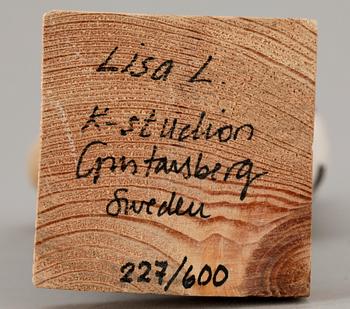 Lisa L
K-studion
Gustavsberg
Sweden
227/600